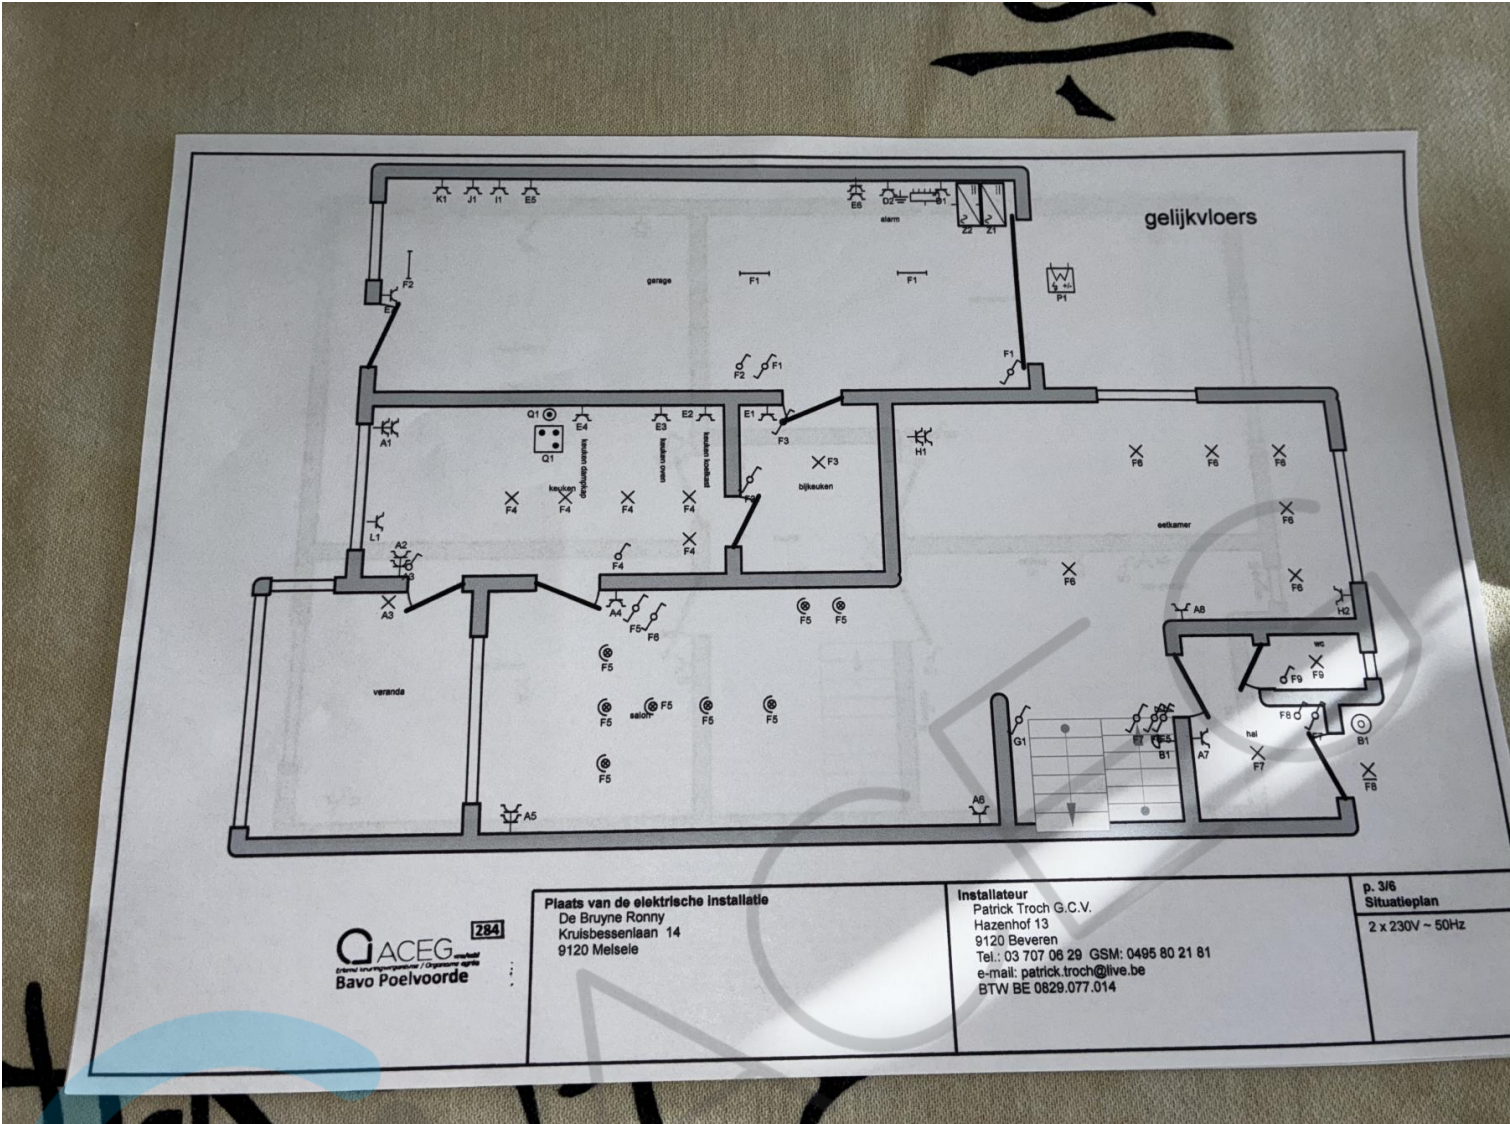 gelijkvloers
K1 J1 I1 E5 E6 D2 D1
alarm
Z2 Z1
F2
garage
F1
F1
P1
F2 F1
F1
Q1 E4 E3 E2 E1
F3
A1
Q1
keuken dampkap
keuken oven
keuken koelkast
H1
F3
keuken
bijkeuken
F4 F4 F4 F4
F6 F6 F6
F6
eetkamer
L1
A2
A3
F4
F4
F6
F6
A3
A4
F5
F6
F5 F5
A8
H2
wc
F9
F9
veranda
F5
F5
salon
F5
F5
F5
F5
G1
F7
F5
B1
A7
hal
F8
F7
F7
B1
F8
A5
A6
284
ACEG
Bavo Poelvoorde
Plaats van de elektrische installatie
De Bruyne Ronny
Kruisbessenlaan 14
9120 Melsele
Installateur
Patrick Troch G.C.V.
Hazenhof 13
9120 Beveren
Tel.: 03 707 06 29 GSM: 0495 80 21 81
e-mail: patrick.troch@live.be
BTW BE 0829.077.014
p. 3/6
Situatieplan
2 x 230V ~ 50Hz